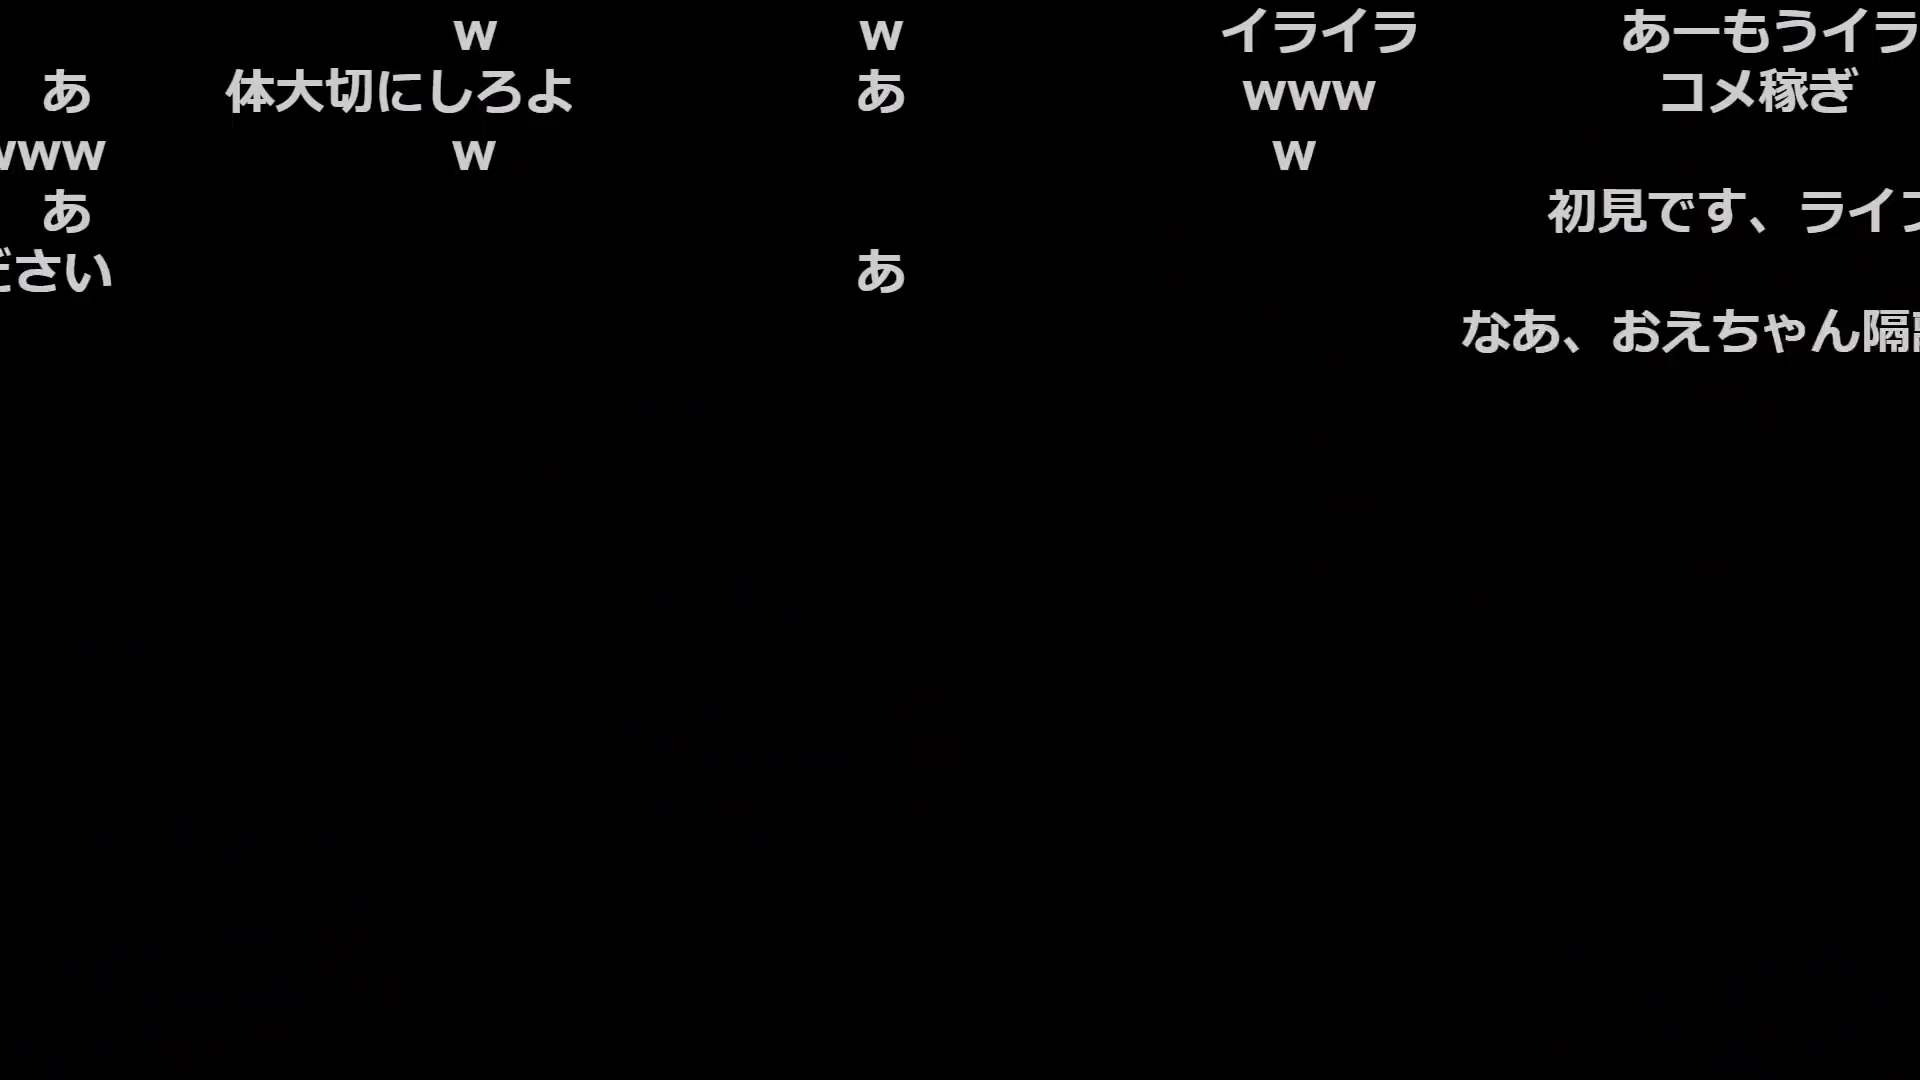 w w イライラ あーもうイラ
あ 体大切にしろよ あ www コメ稼ぎ
www w w
あ 初見です、ライブ
ださい あ
なあ、おえちゃん隔離